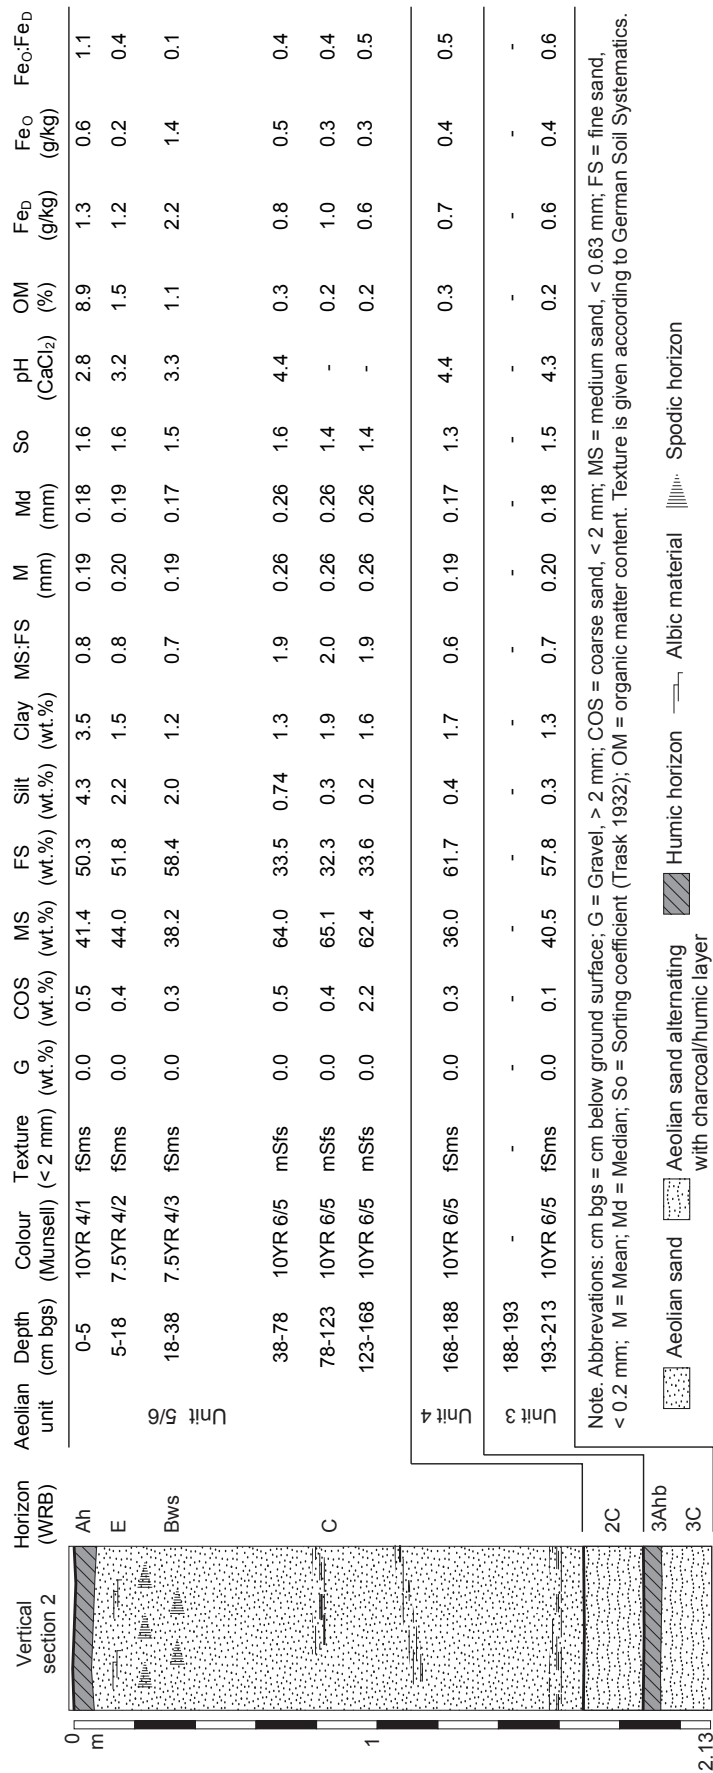 Vertical section 2
Horizon (WRB) Aeolian unit Depth (cm bgs) Colour (Munsell) Texture (< 2 mm) G (wt.%) COS (wt.%) MS (wt.%) FS (wt.%) Silt (wt.%) Clay (wt.%) MS:FS M (mm) Md (mm) So pH (CaCl₂) OM (%) Fe_D (g/kg) Fe_O (g/kg) Fe_O:Fe_D
0
m
1
2.13
Ah 0-5 10YR 4/1 fSms 0.0 0.5 41.4 50.3 4.3 3.5 0.8 0.19 0.18 1.6 2.8 8.9 1.3 0.6 1.1
E 5-18 7.5YR 4/2 fSms 0.0 0.4 44.0 51.8 2.2 1.5 0.8 0.20 0.19 1.6 3.2 1.5 1.2 0.2 0.4
Bws Unit 5/6 18-38 7.5YR 4/3 fSms 0.0 0.3 38.2 58.4 2.0 1.2 0.7 0.19 0.17 1.5 3.3 1.1 2.2 1.4 0.1
38-78 10YR 6/5 mSfs 0.0 0.5 64.0 33.5 0.74 1.3 1.9 0.26 0.26 1.6 4.4 0.3 0.8 0.5 0.4
C 78-123 10YR 6/5 mSfs 0.0 0.4 65.1 32.3 0.3 1.9 2.0 0.26 0.26 1.4 - 0.2 1.0 0.3 0.4
123-168 10YR 6/5 mSfs 0.0 2.2 62.4 33.6 0.2 1.6 1.9 0.26 0.26 1.4 - 0.2 0.6 0.3 0.5
2C Unit 4 168-188 10YR 6/5 fSms 0.0 0.3 36.0 61.7 0.4 1.7 0.6 0.19 0.17 1.3 4.4 0.3 0.7 0.4 0.5
3Ahb Unit 3 188-193 - - - - - - - - - - - - - - - - -
3C 193-213 10YR 6/5 fSms 0.0 0.1 40.5 57.8 0.3 1.3 0.7 0.20 0.18 1.5 4.3 0.2 0.6 0.4 0.6
Note. Abbrevations: cm bgs = cm below ground surface; G = Gravel, > 2 mm; COS = coarse sand, < 2 mm; MS = medium sand, < 0.63 mm; FS = fine sand,
< 0.2 mm; M = Mean; Md = Median; So = Sorting coefficient (Trask 1932); OM = organic matter content. Texture is given according to German Soil Systematics.
Aeolian sand
Aeolian sand alternating
with charcoal/humic layer
Humic horizon
Albic material
Spodic horizon